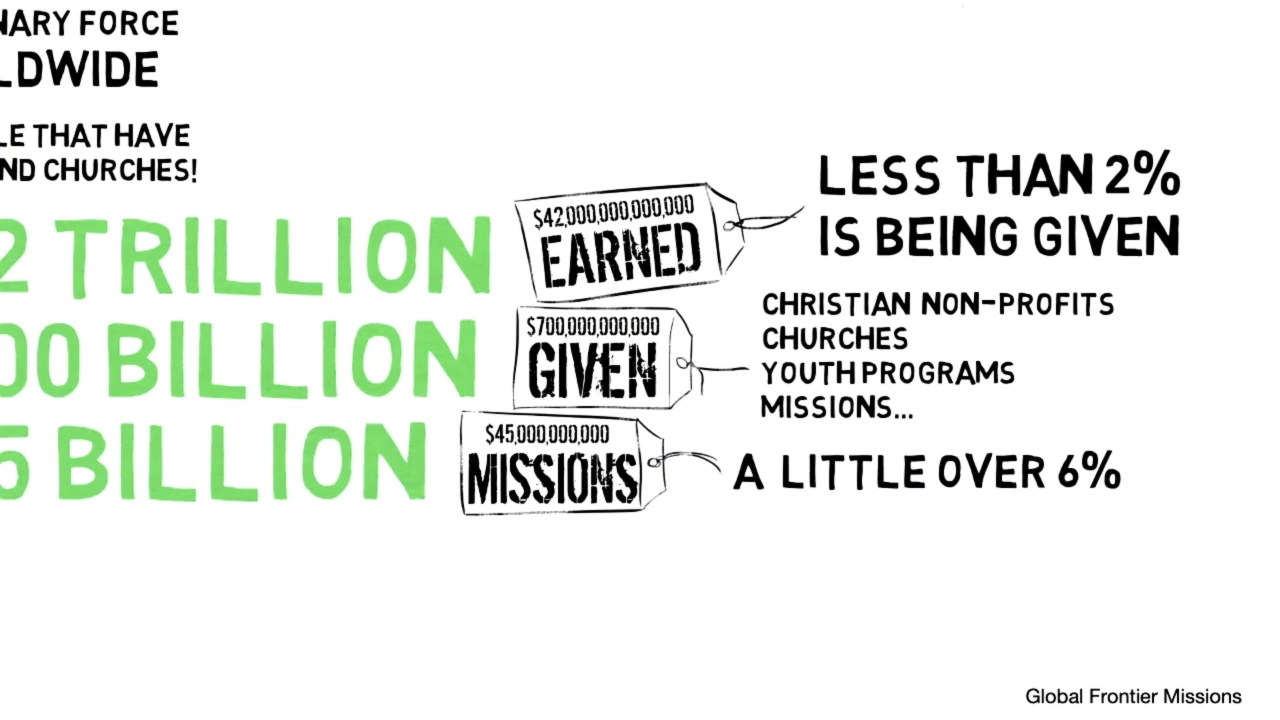 NARY FORCE
LDWIDE
LE THAT HAVE
ND CHURCHES!
2 TRILLION
$42,000,000,000,000
EARNED
LESS THAN 2%
IS BEING GIVEN
00 BILLION
$700,000,000,000
GIVEN
CHRISTIAN NON-PROFITS
CHURCHES
YOUTH PROGRAMS
MISSIONS...
5 BILLION
$45,000,000,000
MISSIONS
A LITTLE OVER 6%
Global Frontier Missions